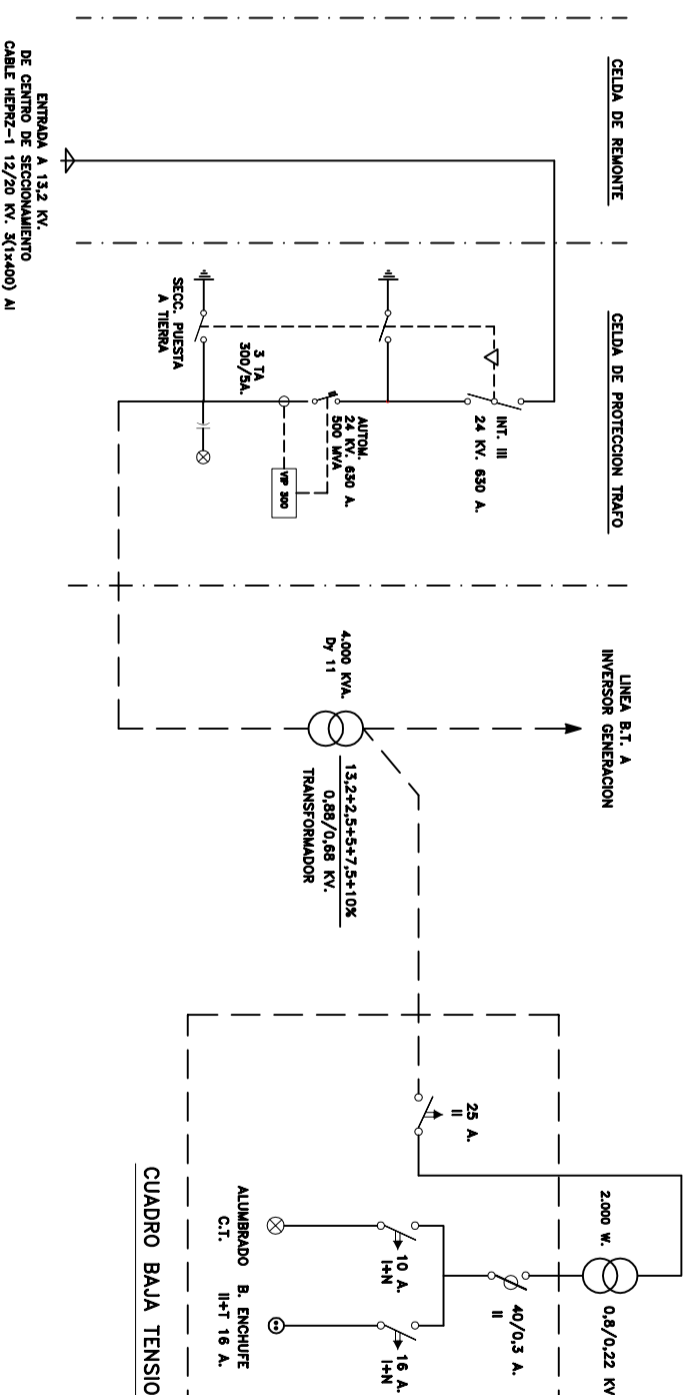 CELDA DE REMONTE
ENTRADA A 13,2 KV.
DE CENTRO DE SECCIONAMIENTO
CABLE HEPRZ-1 12/20 KV. 3(1x400) Al
CELDA DE PROTECCION TRAFO
INT. III
24 KV. 630 A.
AUTOM.
24 KV. 630 A.
500 MVA
VIP 300
3 TA
300/5A.
SECC. PUESTA
A TIERRA
LINEA B.T. A
INVERSOR GENERACION
4.000 KVA.
Dy 11
13,2+2,5+5+7,5+10%
0,88/0,68 KV.
TRANSFORMADOR
25 A.
II
2.000 W.
0,8/0,22 KV
40/0,3 A.
II
10 A.
I+N
16 A.
I+N
ALUMBRADO
C.T.
B. ENCHUFE
II+T 16 A.
CUADRO BAJA TENSIO